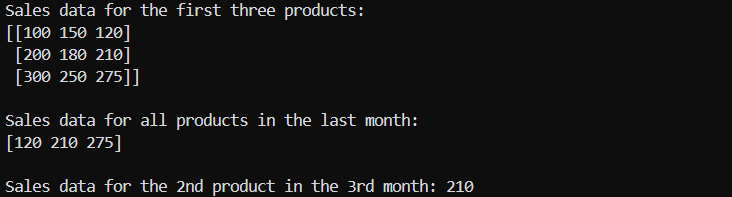 Sales data for the first three products:
[[100 150 120]
 [200 180 210]
 [300 250 275]]
Sales data for all products in the last month:
[120 210 275]
Sales data for the 2nd product in the 3rd month: 210